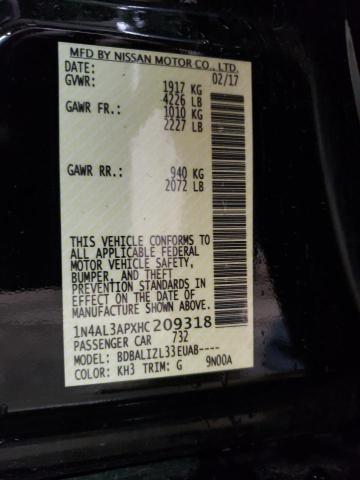 MFD BY NISSAN MOTOR CO., LTD.
DATE: 02/17
GVWR: 1917 KG
4226 LB
GAWR FR.: 1010 KG
2227 LB
GAWR RR.: 940 KG
2072 LB
THIS VEHICLE CONFORMS TO
ALL APPLICABLE FEDERAL
MOTOR VEHICLE SAFETY,
BUMPER, AND THEFT
PREVENTION STANDARDS IN
EFFECT ON THE DATE OF
MANUFACTURE SHOWN ABOVE.
1N4AL3APXHC209318
PASSENGER CAR 732
MODEL: BDBALIZL33EUAB----
COLOR: KH3 TRIM: G 9N00A